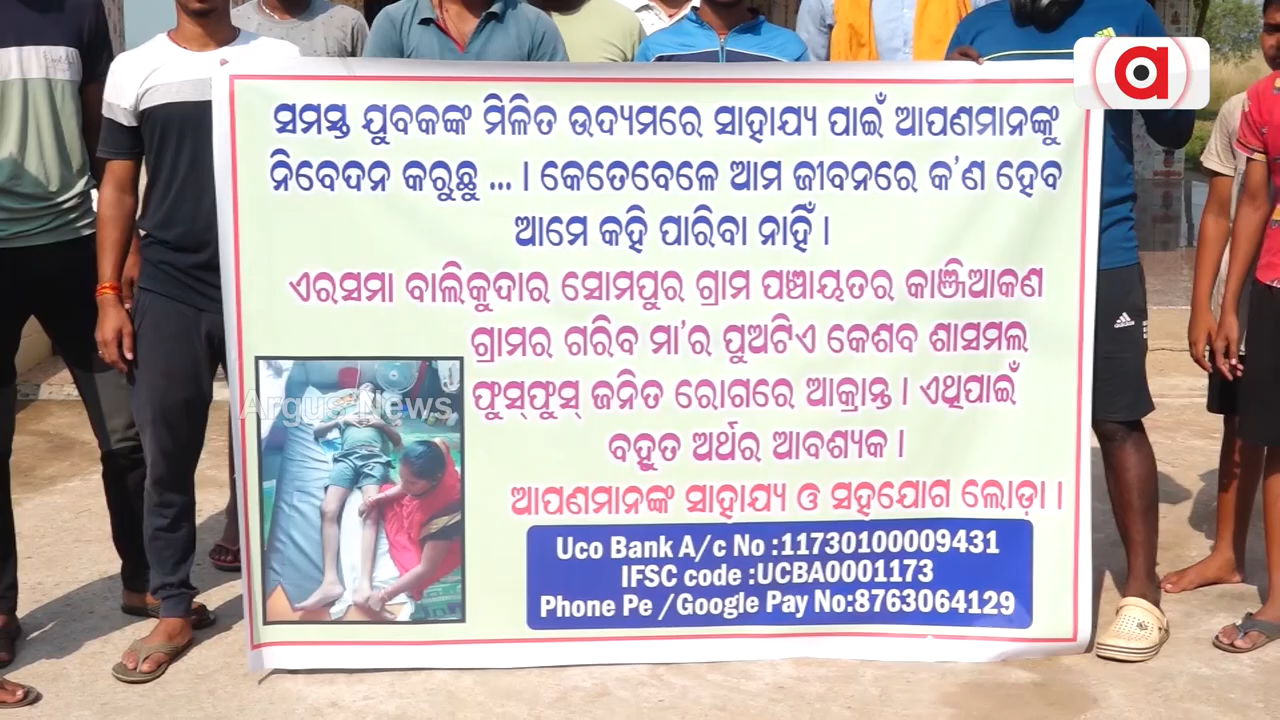 ସମସ୍ତ ଯୁବକଙ୍କ ମିଳିତ ଉଦ୍ୟମରେ ସାହାଯ୍ୟ ପାଇଁ ଆପଣମାନଙ୍କୁ
ନିବେଦନ କରୁଛୁ ... । କେତେବେଳେ ଆମ ଜୀବନରେ କ'ଣ ହେବ
ଆମେ କହି ପାରିବା ନାହିଁ ।
ଏରସମା ବାଲିକୁଦାର ସୋମପୁର ଗ୍ରାମ ପଞ୍ଚାୟତର କାଞ୍ଜିଆକଣ
ଗ୍ରାମର ଗରିବ ମା'ର ପୁଅଟିଏ କେଶବ ଶାସମଲ
ଫୁସ୍‌ଫୁସ୍ ଜନିତ ରୋଗରେ ଆକ୍ରାନ୍ତ । ଏଥିପାଇଁ
ବହୁତ ଅର୍ଥର ଆବଶ୍ୟକ ।
ଆପଣମାନଙ୍କ ସାହାଯ୍ୟ ଓ ସହଯୋଗ ଲୋଡ଼ା ।
Uco Bank A/c No :11730100009431
IFSC code :UCBA0001173
Phone Pe /Google Pay No:8763064129
Argus News
a
adidas